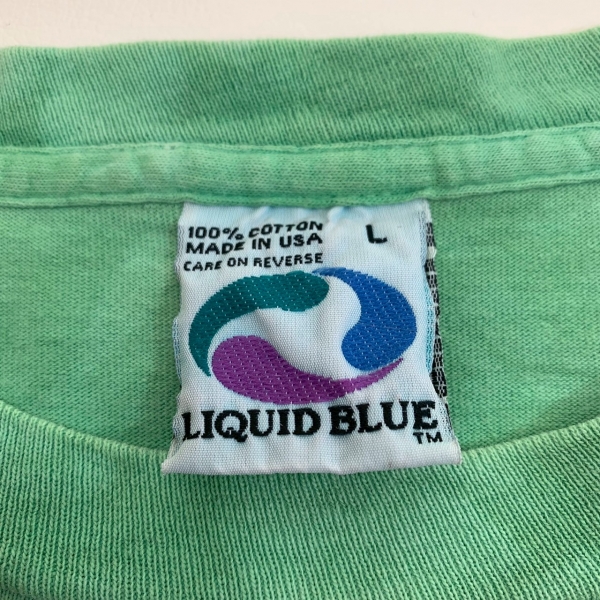 100% COTTON L
MADE IN USA
CARE ON REVERSE
LIQUID BLUE
TM